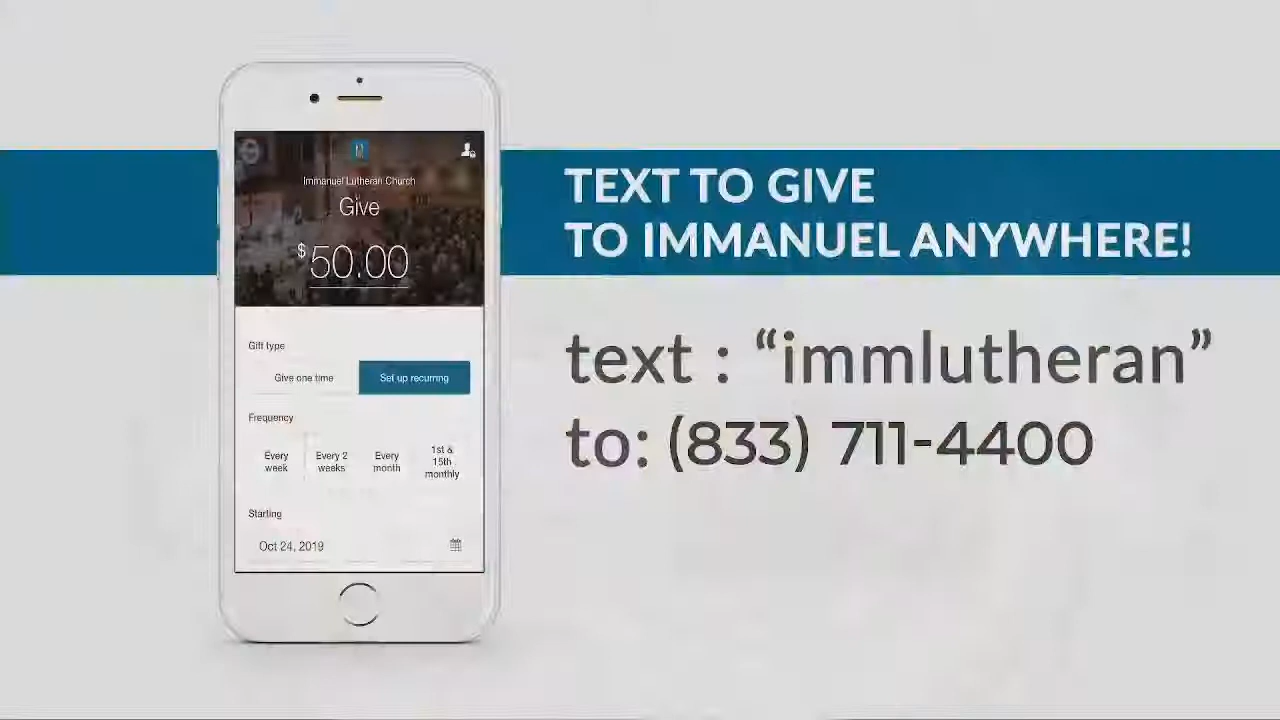 Immanuel Lutheran Church
Give
$50.00
Gift type
Give one time
Set up recurring
Frequency
Every week
Every 2 weeks
Every month
1st & 15th monthly
Starting
Oct 24, 2019
TEXT TO GIVE
TO IMMANUEL ANYWHERE!
text : “immlutheran”
to: (833) 711-4400